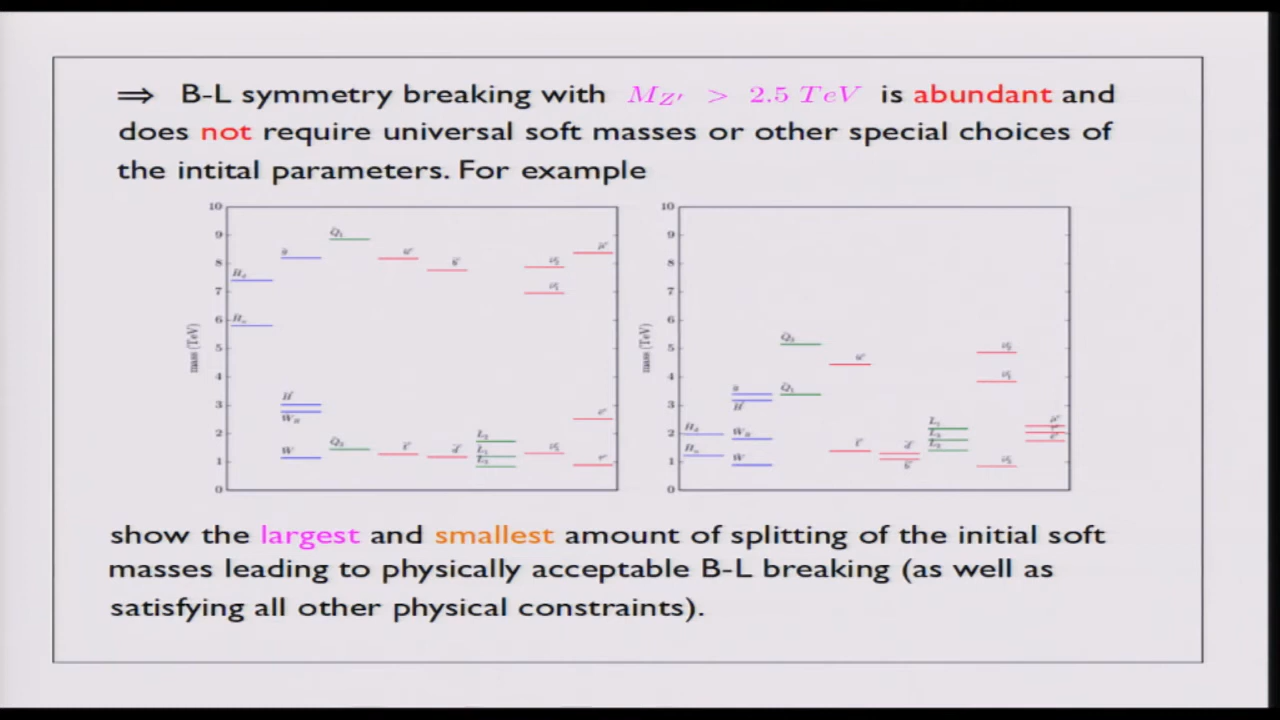 ⟹ B-L symmetry breaking with M_{Z'} > 2.5 TeV is abundant and
does not require universal soft masses or other special choices of
the intital parameters. For example
10
9
8
7
6
5
4
3
2
1
0
mass (TeV)
10
9
8
7
6
5
4
3
2
1
0
mass (TeV)
show the largest and smallest amount of splitting of the initial soft
masses leading to physically acceptable B-L breaking (as well as
satisfying all other physical constraints).